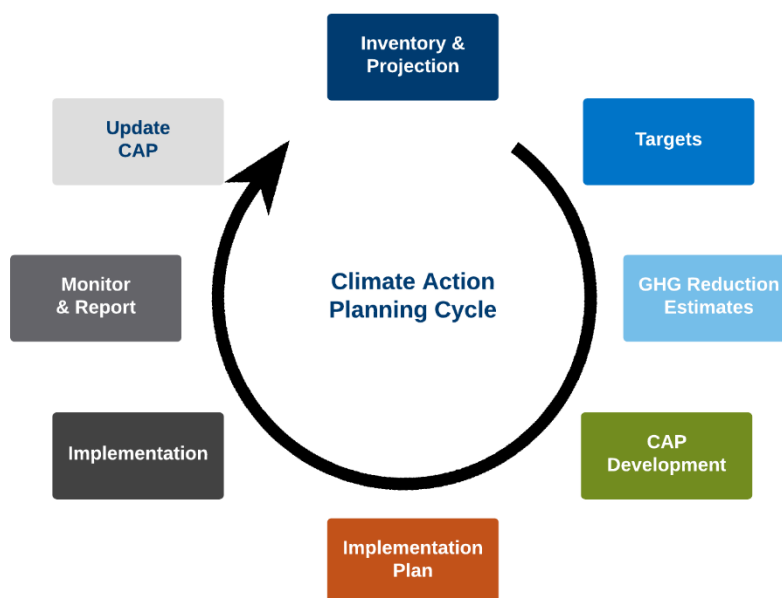 Inventory &
Projection
Update
CAP
Targets
Monitor
& Report
Climate Action
Planning Cycle
GHG Reduction
Estimates
Implementation
CAP
Development
Implementation
Plan